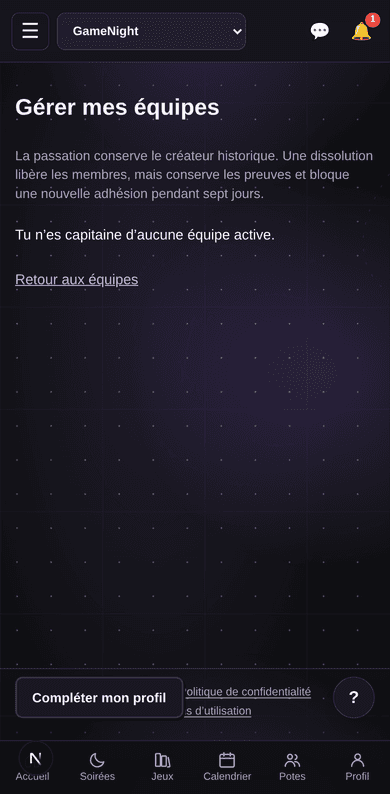 GameNight
1
Gérer mes équipes
La passation conserve le créateur historique. Une dissolution
libère les membres, mais conserve les preuves et bloque
une nouvelle adhésion pendant sept jours.
Tu n’es capitaine d’aucune équipe active.
Retour aux équipes
Compléter mon profil
olitique de confidentialité
s d’utilisation
?
N
Accueil
Soirées
Jeux
Calendrier
Potes
Profil